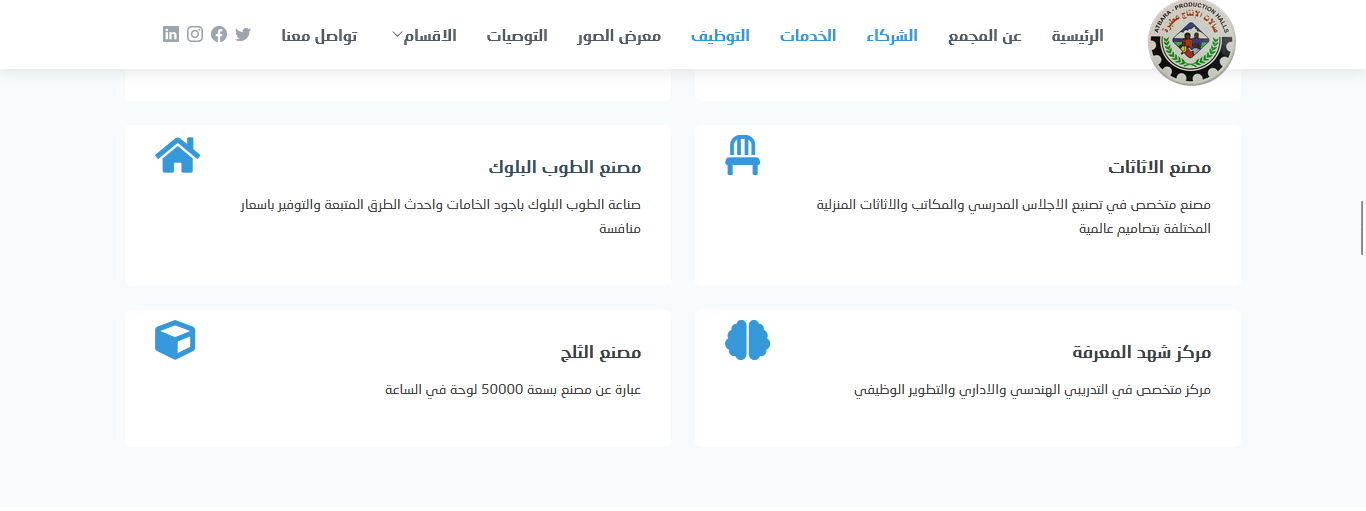 ATBARA - PRODUCTION HALLS
صالات الانتاج عطبرة
الرئيسية
عن المجمع
الشركاء
الخدمات
التوظيف
معرض الصور
التوصيات
الاقسام
تواصل معنا
مصنع الاثاثات
مصنع متخصص في تصنيع الاجلاس المدرسي والمكاتب والاثاثات المنزلية
المختلفة بتصاميم عالمية
مصنع الطوب البلوك
صناعة الطوب البلوك باجود الخامات واحدث الطرق المتبعة والتوفير باسعار
منافسة
مركز شهد المعرفة
مركز متخصص في التدريبي الهندسي والاداري والتطوير الوظيفي
مصنع الثلج
عبارة عن مصنع بسعة 50000 لوحة في الساعة